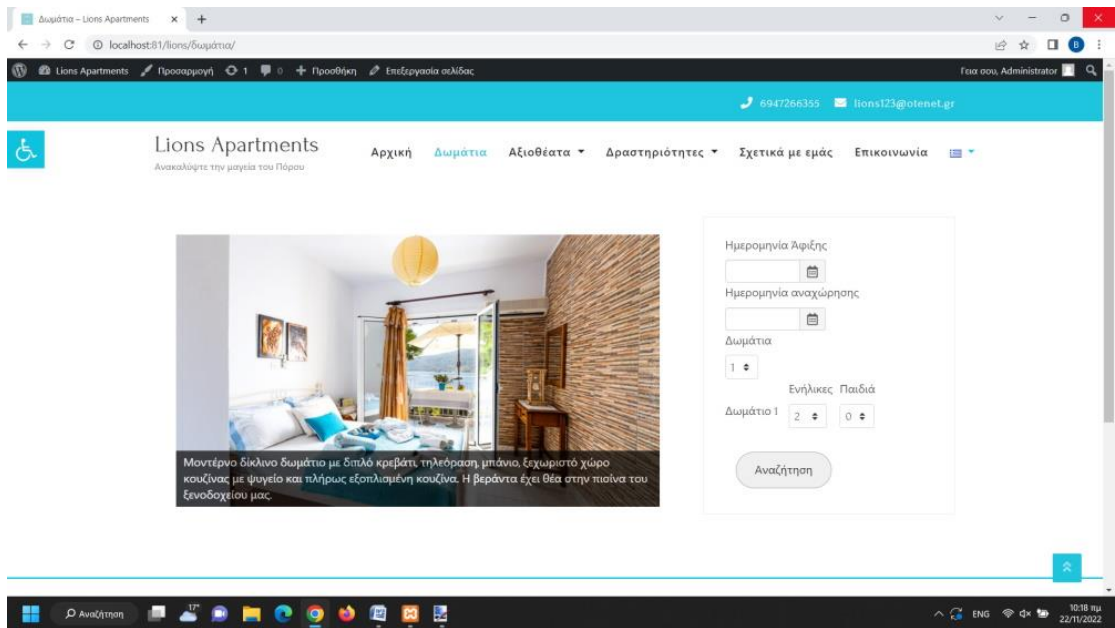 Δωμάτια – Lions Apartments
localhost:81/lions/δωμάτια/
B
Lions Apartments Προσαρμογή 1 0 Προσθήκη Επεξεργασία σελίδας Γεια σου, Administrator
6947266355 lions123@otenet.gr
Lions Apartments
Ανακαλύψτε την μαγεία του Πόρου
Αρχική Δωμάτια Αξιοθέατα Δραστηριότητες Σχετικά με εμάς Επικοινωνία
Μοντέρνο δίκλινο δωμάτιο με διπλό κρεβάτι, τηλεόραση, μπάνιο, ξεχωριστό χώρο
κουζίνας με ψυγείο και πλήρως εξοπλισμένη κουζίνα. Η βεράντα έχει θέα στην πισίνα του
ξενοδοχείου μας.
Ημερομηνία Άφιξης
Ημερομηνία αναχώρησης
Δωμάτια
1
Ενήλικες Παιδιά
Δωμάτιο 1 2 0
Αναζήτηση
Αναζήτηση 17° ENG 10:18 πμ
22/11/2022